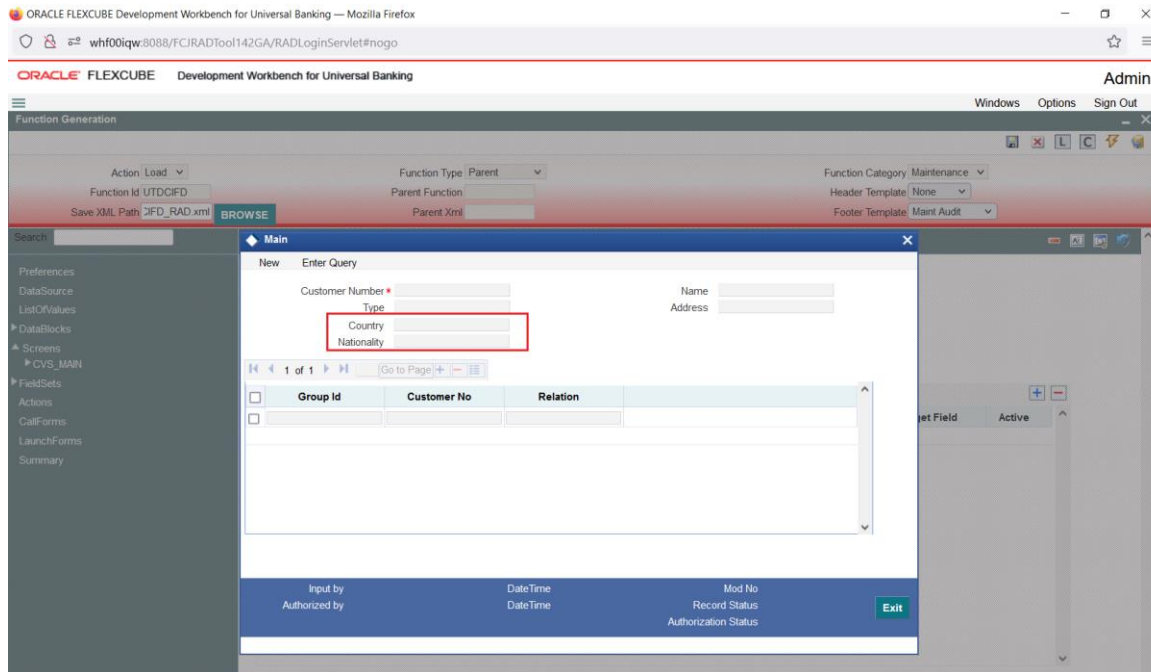 ORACLE FLEXCUBE Development Workbench for Universal Banking — Mozilla Firefox
whf00iqw:8088/FCJRADTool142GA/RADLoginServlet#nogo
ORACLE FLEXCUBE Development Workbench for Universal Banking Admin
Windows Options Sign Out
Function Generation
L C
Action Load Function Type Parent Function Category Maintenance
Function Id UTDCIFD Parent Function Header Template None
Save XML Path CIFD_RAD.xml BROWSE Parent Xml Footer Template Maint Audit
Search
Preferences
DataSource
ListOfValues
DataBlocks
Screens
CVS_MAIN
FieldSets
Actions
CallForms
LaunchForms
Summary
Main
New Enter Query
Customer Number * Name
Type Address
Country
Nationality
1 of 1 Go to Page
Group Id Customer No Relation
get Field Active
Input by DateTime Mod No
Authorized by DateTime Record Status
Authorization Status
Exit